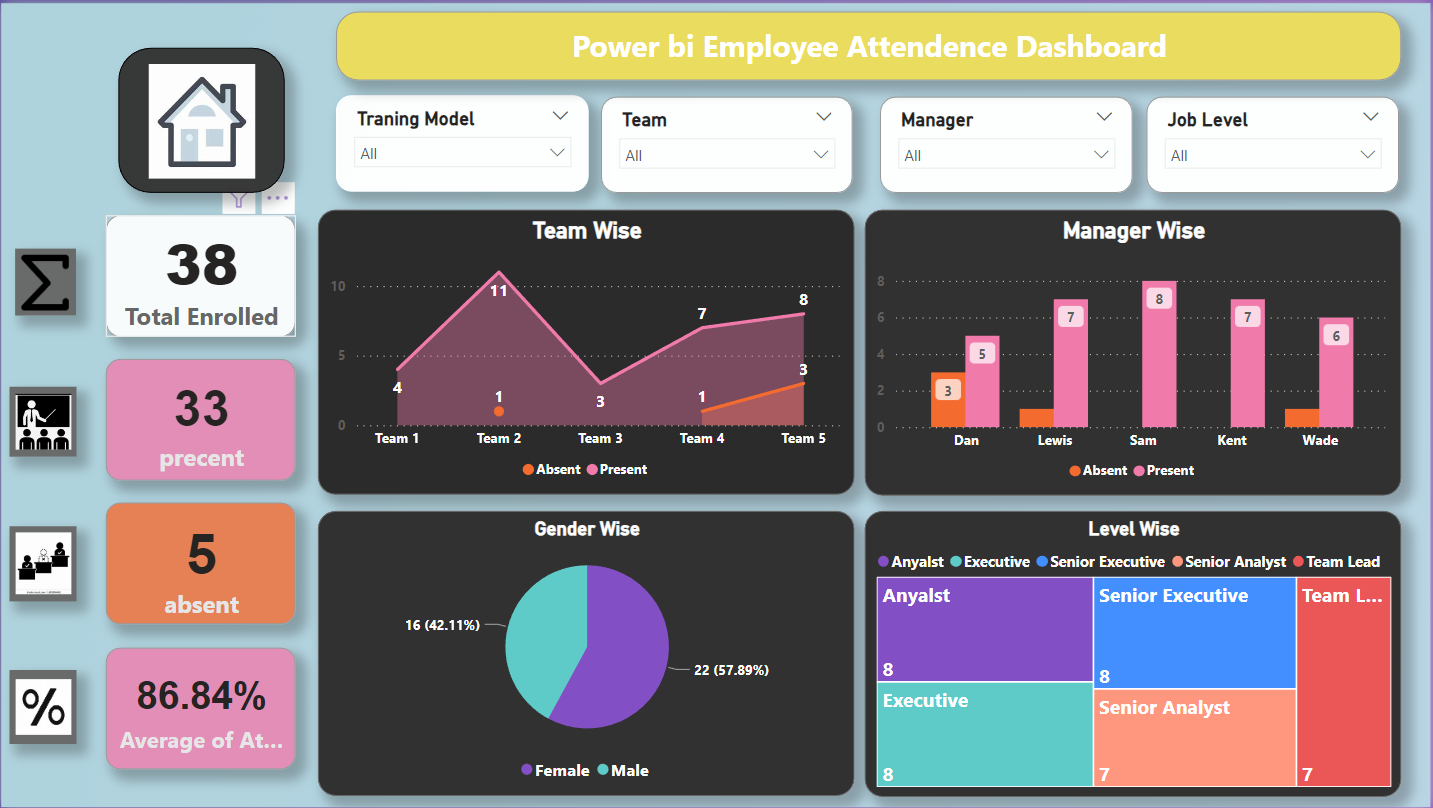 Power bi Employee Attendence Dashboard
Traning Model
All
Team
All
Manager
All
Job Level
All
38
Total Enrolled
33
precent
5
absent
86.84%
Average of At...
Σ
%
Team Wise
10
5
0
4
11
3
7
8
1
1
3
Team 1 Team 2 Team 3 Team 4 Team 5
Absent Present
Manager Wise
8
6
4
2
0
3
5
7
8
7
6
Dan Lewis Sam Kent Wade
Absent Present
Gender Wise
16 (42.11%)
22 (57.89%)
Female Male
Level Wise
Anyalst Executive Senior Executive Senior Analyst Team Lead
Anyalst
8
Executive
8
Senior Executive
8
Senior Analyst
7
Team L...
7